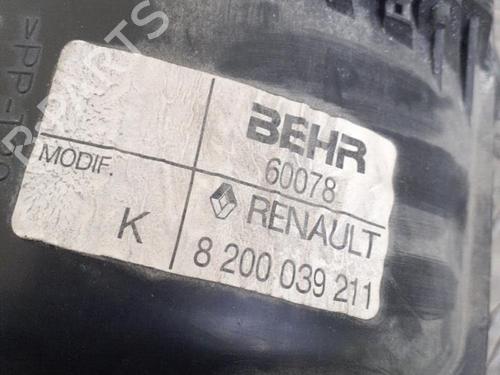 BEHR
60078
MODIF.
K
RENAULT
8 200 039 211